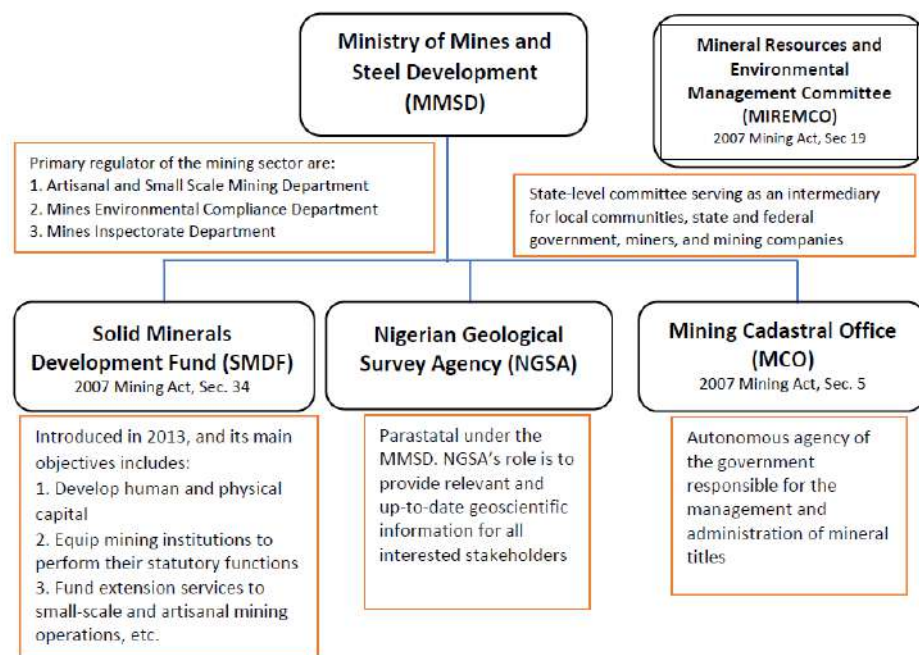 Ministry of Mines and
Steel Development
(MMSD)
Mineral Resources and
Environmental
Management Committee
(MIREMCO)
2007 Mining Act, Sec 19
Primary regulator of the mining sector are:
1. Artisanal and Small Scale Mining Department
2. Mines Environmental Compliance Department
3. Mines Inspectorate Department
State-level committee serving as an intermediary
for local communities, state and federal
government, miners, and mining companies
Solid Minerals
Development Fund (SMDF)
2007 Mining Act, Sec. 34
Nigerian Geological
Survey Agency (NGSA)
Mining Cadastral Office
(MCO)
2007 Mining Act, Sec. 5
Introduced in 2013, and its main
objectives includes:
1. Develop human and physical
capital
2. Equip mining institutions to
perform their statutory functions
3. Fund extension services to
small-scale and artisanal mining
operations, etc.
Parastatal under the
MMSD. NGSA's role is to
provide relevant and
up-to-date geoscientific
information for all
interested stakeholders
Autonomous agency of
the government
responsible for the
management and
administration of mineral
titles